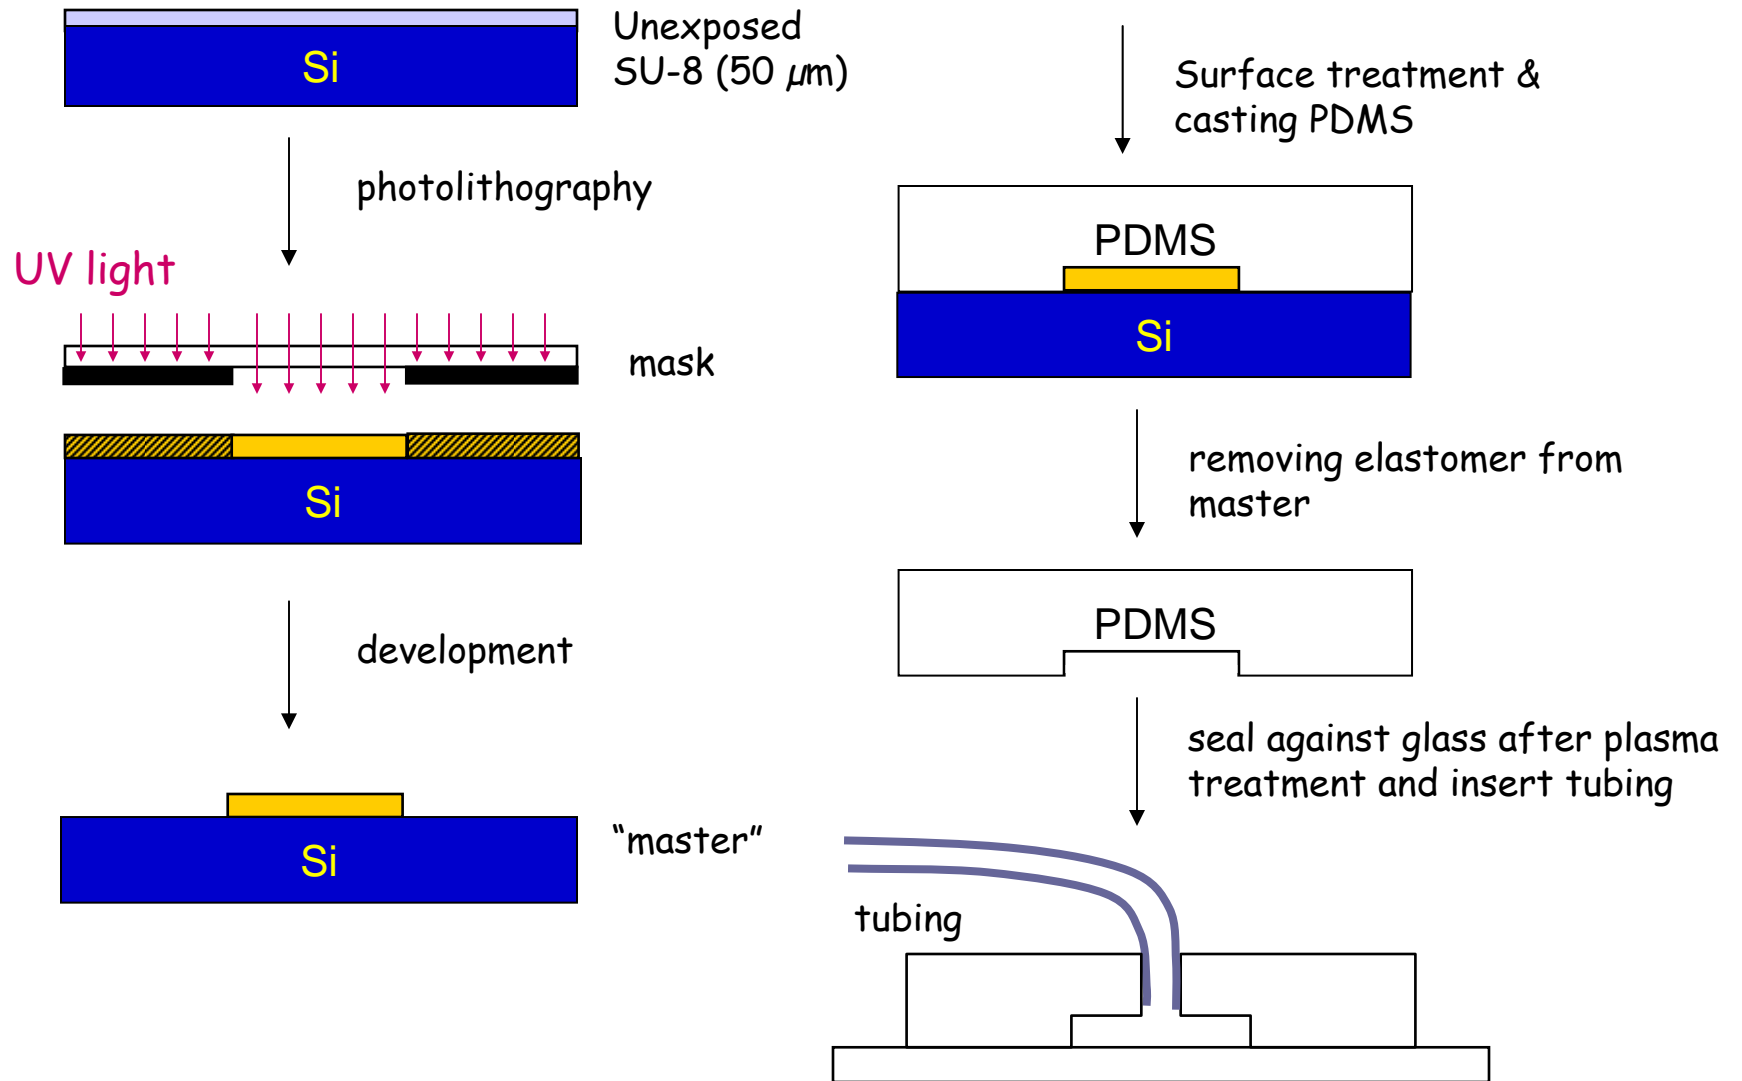 Si
Unexposed
SU-8 (50 μm)
photolithography
UV light
mask
Si
development
Si
“master”
Surface treatment &
casting PDMS
PDMS
Si
removing elastomer from
master
PDMS
seal against glass after plasma
treatment and insert tubing
tubing